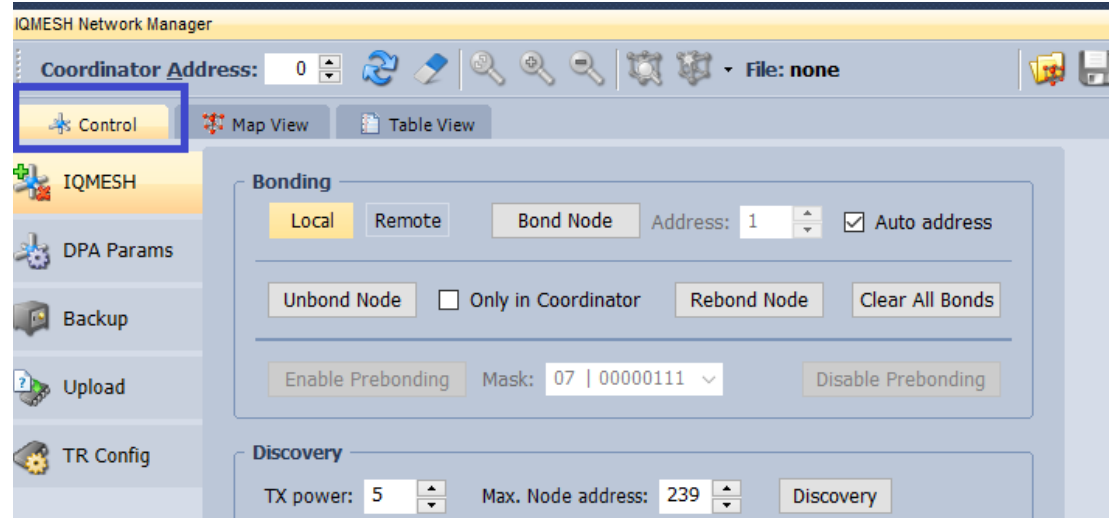 IQMESH Network Manager
Coordinator Address: 0 File: none
Control Map View Table View
IQMESH
DPA Params
Backup
Upload
TR Config
Bonding
Local Remote Bond Node Address: 1 Auto address
Unbond Node Only in Coordinator Rebond Node Clear All Bonds
Enable Prebonding Mask: 07 | 00000111 Disable Prebonding
Discovery
TX power: 5 Max. Node address: 239 Discovery